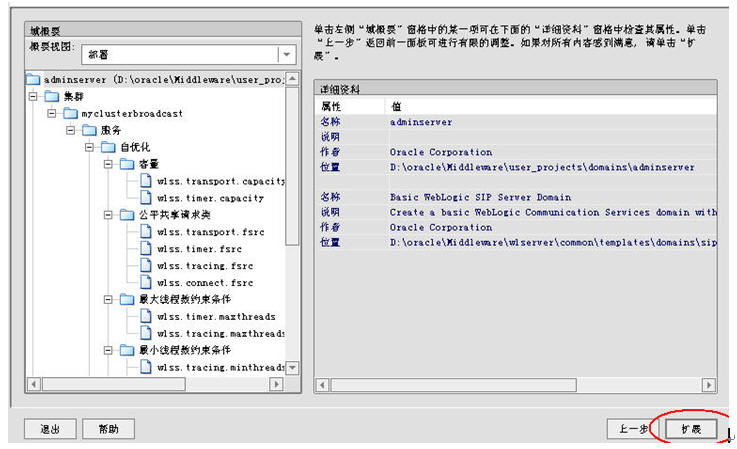 域概要
概要视图:
部署
adminserver (D:\oracle\Middleware\user_pro
集群
myclusterbroadcast
服务
自优化
容量
wlss.transport.capacity
wlss.timer.capacity
公平共享请求类
wlss.transport.fsrc
wlss.timer.fsrc
wlss.tracing.fsrc
wlss.connect.fsrc
最大线程数约束条件
wlss.timer.maxthreads
wlss.tracing.maxthreads
最小线程数约束条件
wlss.tracing.minthreads
单击左侧“域概要”窗格中的某一项可在下面的“详细资料”窗格中检查其属性。单击
“上一步”返回前一面板可进行有限的调整。如果对所有内容感到满意, 请单击“扩
展”。
详细资料
属性 值
名称 adminserver
说明
作者 Oracle Corporation
位置 D:\oracle\Middleware\user_projects\domains\adminserver
名称 Basic WebLogic SIP Server Domain
说明 Create a basic WebLogic Communication Services domain with
作者 Oracle Corporation
位置 D:\oracle\Middleware\wlserver\common\templates\domains\sip
退出 帮助 上一步 扩展